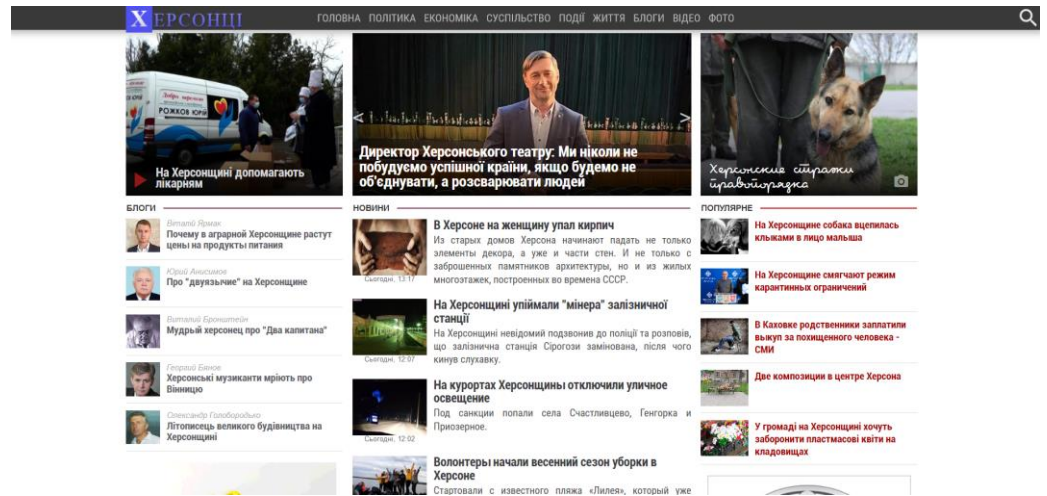 ХЕРСОНЦІ
ГОЛОВНА ПОЛІТИКА ЕКОНОМІКА СУСПІЛЬСТВО ПОДІЇ ЖИТТЯ БЛОГИ ВІДЕО ФОТО
РОЖКОВ ЮРІЙ
На Херсонщині допомагають
лікарням
Директор Херсонського театру: Ми ніколи не
побудуємо успішної країни, якщо будемо не
об'єднувати, а розсварювати людей
Херсонские стражи
правопорядка
БЛОГИ
Віталій Ярмак
Почему в аграрной Херсонщине растут
цены на продукты питания
Юрий Анисимов
Про "двуязычие" на Херсонщине
Виталий Бронштейн
Мудрый херсонец про "Два капитана"
Георгий Бянов
Херсонські музиканти мріють про
Вінницю
Олександр Голобородько
Літописець великого будівництва на
Херсонщині
НОВИНИ
В Херсоне на женщину упал кирпич
Из старых домов Херсона начинают падать не только
элементы декора, а уже и части стен. И не только с
заброшенных памятников архитектуры, но и из жилых
многоэтажек, построенных во времена СССР.
Сьогодні, 13:17
На Херсонщині упіймали "мінера" залізничної
станції
На Херсонщині невідомий подзвонив до поліції та розповів,
що залізнична станція Сірогози замінована, після чого
кинув слухавку.
Сьогодні, 12:07
На курортах Херсонщины отключили уличное
освещение
Под санкции попали села Счастливцево, Генгорка и
Приозерное.
Сьогодні, 12:02
Волонтеры начали весенний сезон уборки в
Херсоне
Стартовали с известного пляжа «Лилея», который уже
ПОПУЛЯРНЕ
На Херсонщине собака вцепилась
клыками в лицо малыша
На Херсонщине смягчают режим
карантинных ограничений
В Каховке родственники заплатили
выкуп за похищенного человека -
СМИ
Две композиции в центре Херсона
У громаді на Херсонщині хочуть
заборонити пластмасові квіти на
кладовищах